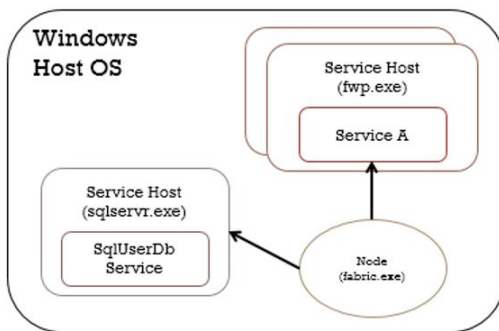 Windows
Host OS
Service Host
(fwp.exe)
Service A
Service Host
(sqlservr.exe)
SqlUserDb
Service
Node
(fabric.exe)